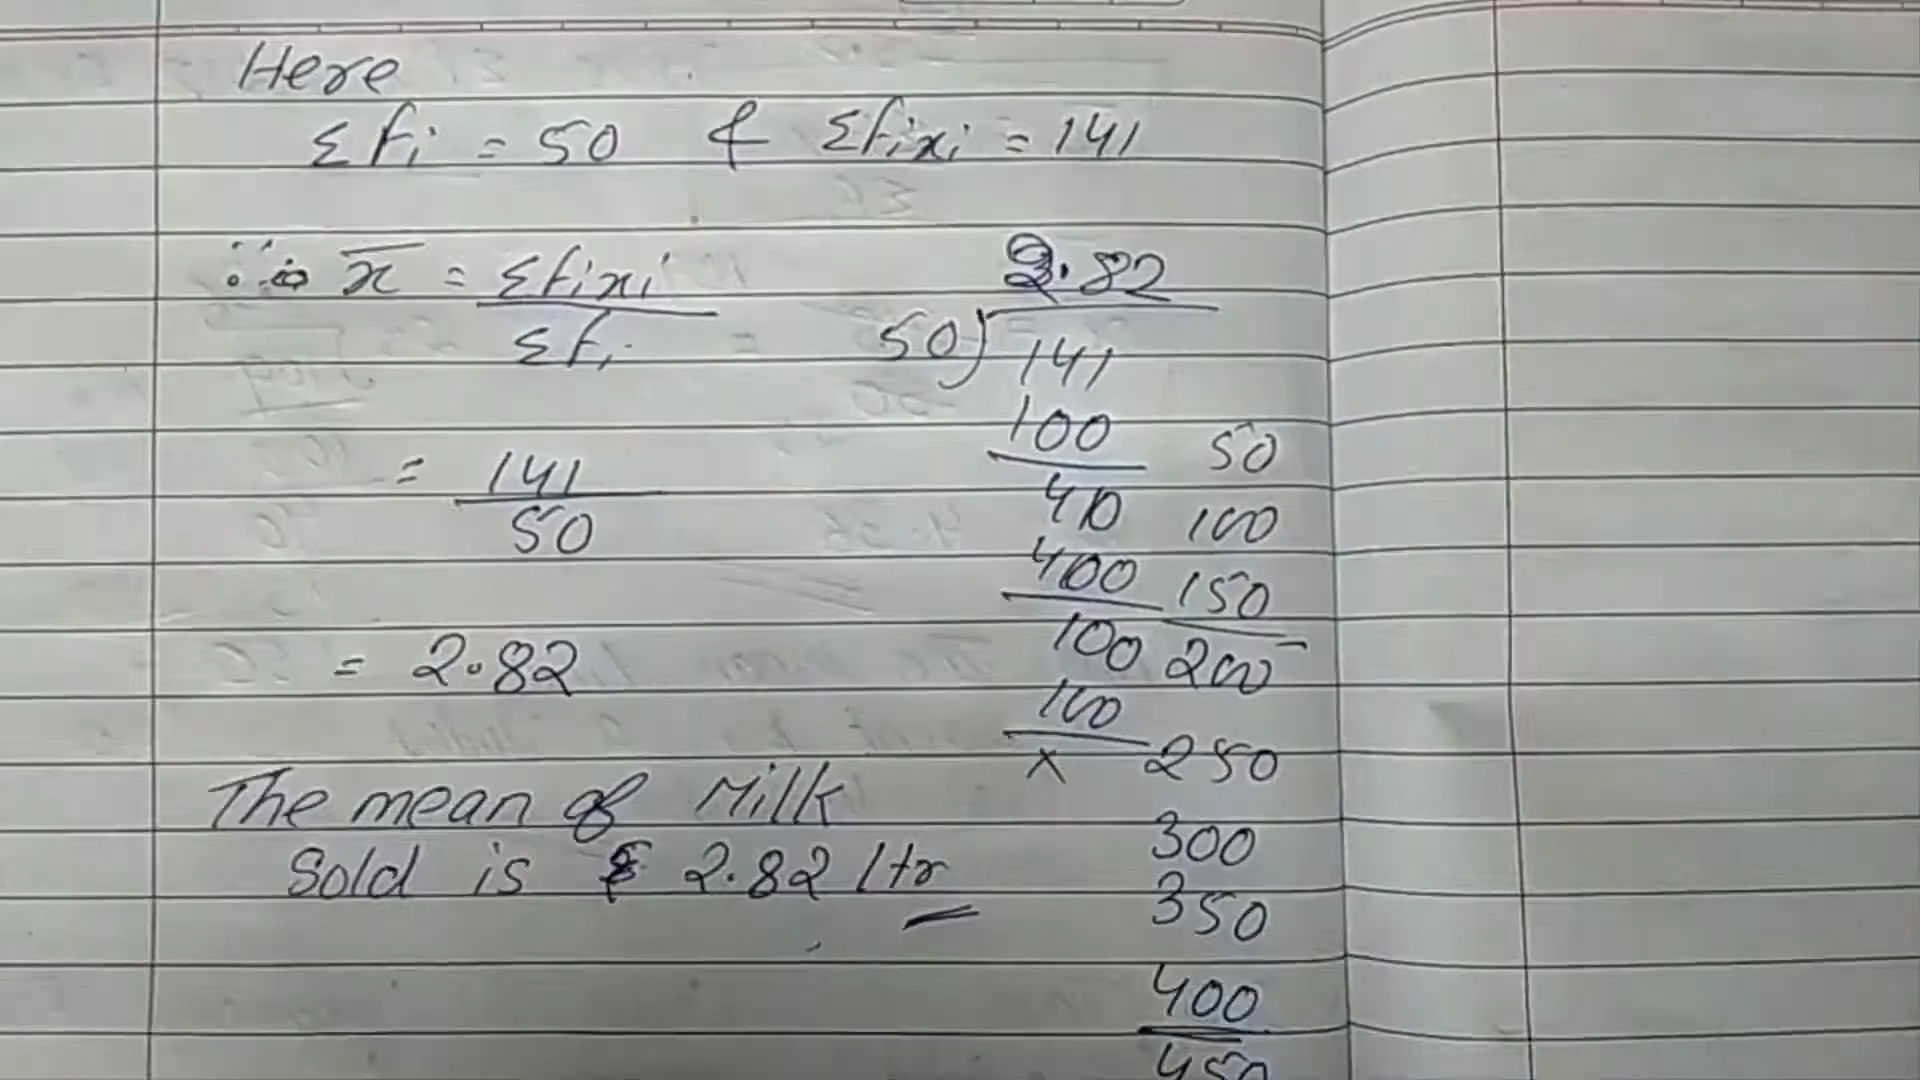 Here
Σfi = 50 & Σfixi = 141
∴ x̄ = Σfixi
Σfi
= 141
50
= 2.82
The mean of Milk
Sold is 2.82 ltr
2.82
50)141
100
410
400
100
100
x
50
100
150
200
250
300
350
400
450